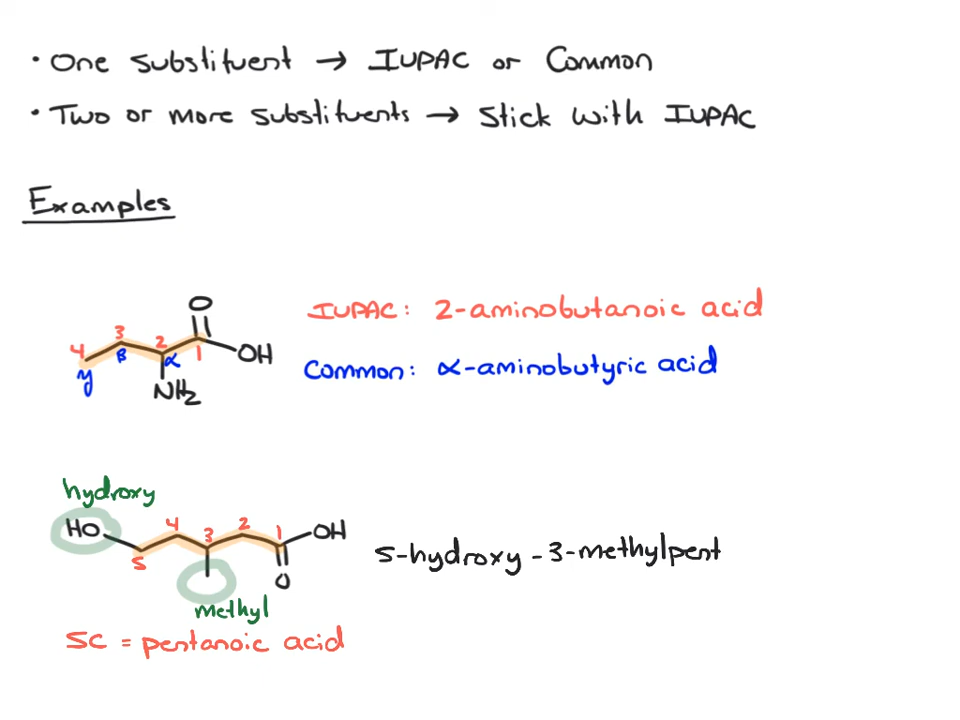 • One substituent → IUPAC or Common
• Two or more substituents → Stick with IUPAC
Examples
O
4 3 2 1 OH
γ β α
NH₂
IUPAC: 2-aminobutanoic acid
Common: α-aminobutyric acid
hydroxy
HO 5 4 3 2 1 OH
O
methyl
5-hydroxy-3-methylpent
5C = pentanoic acid